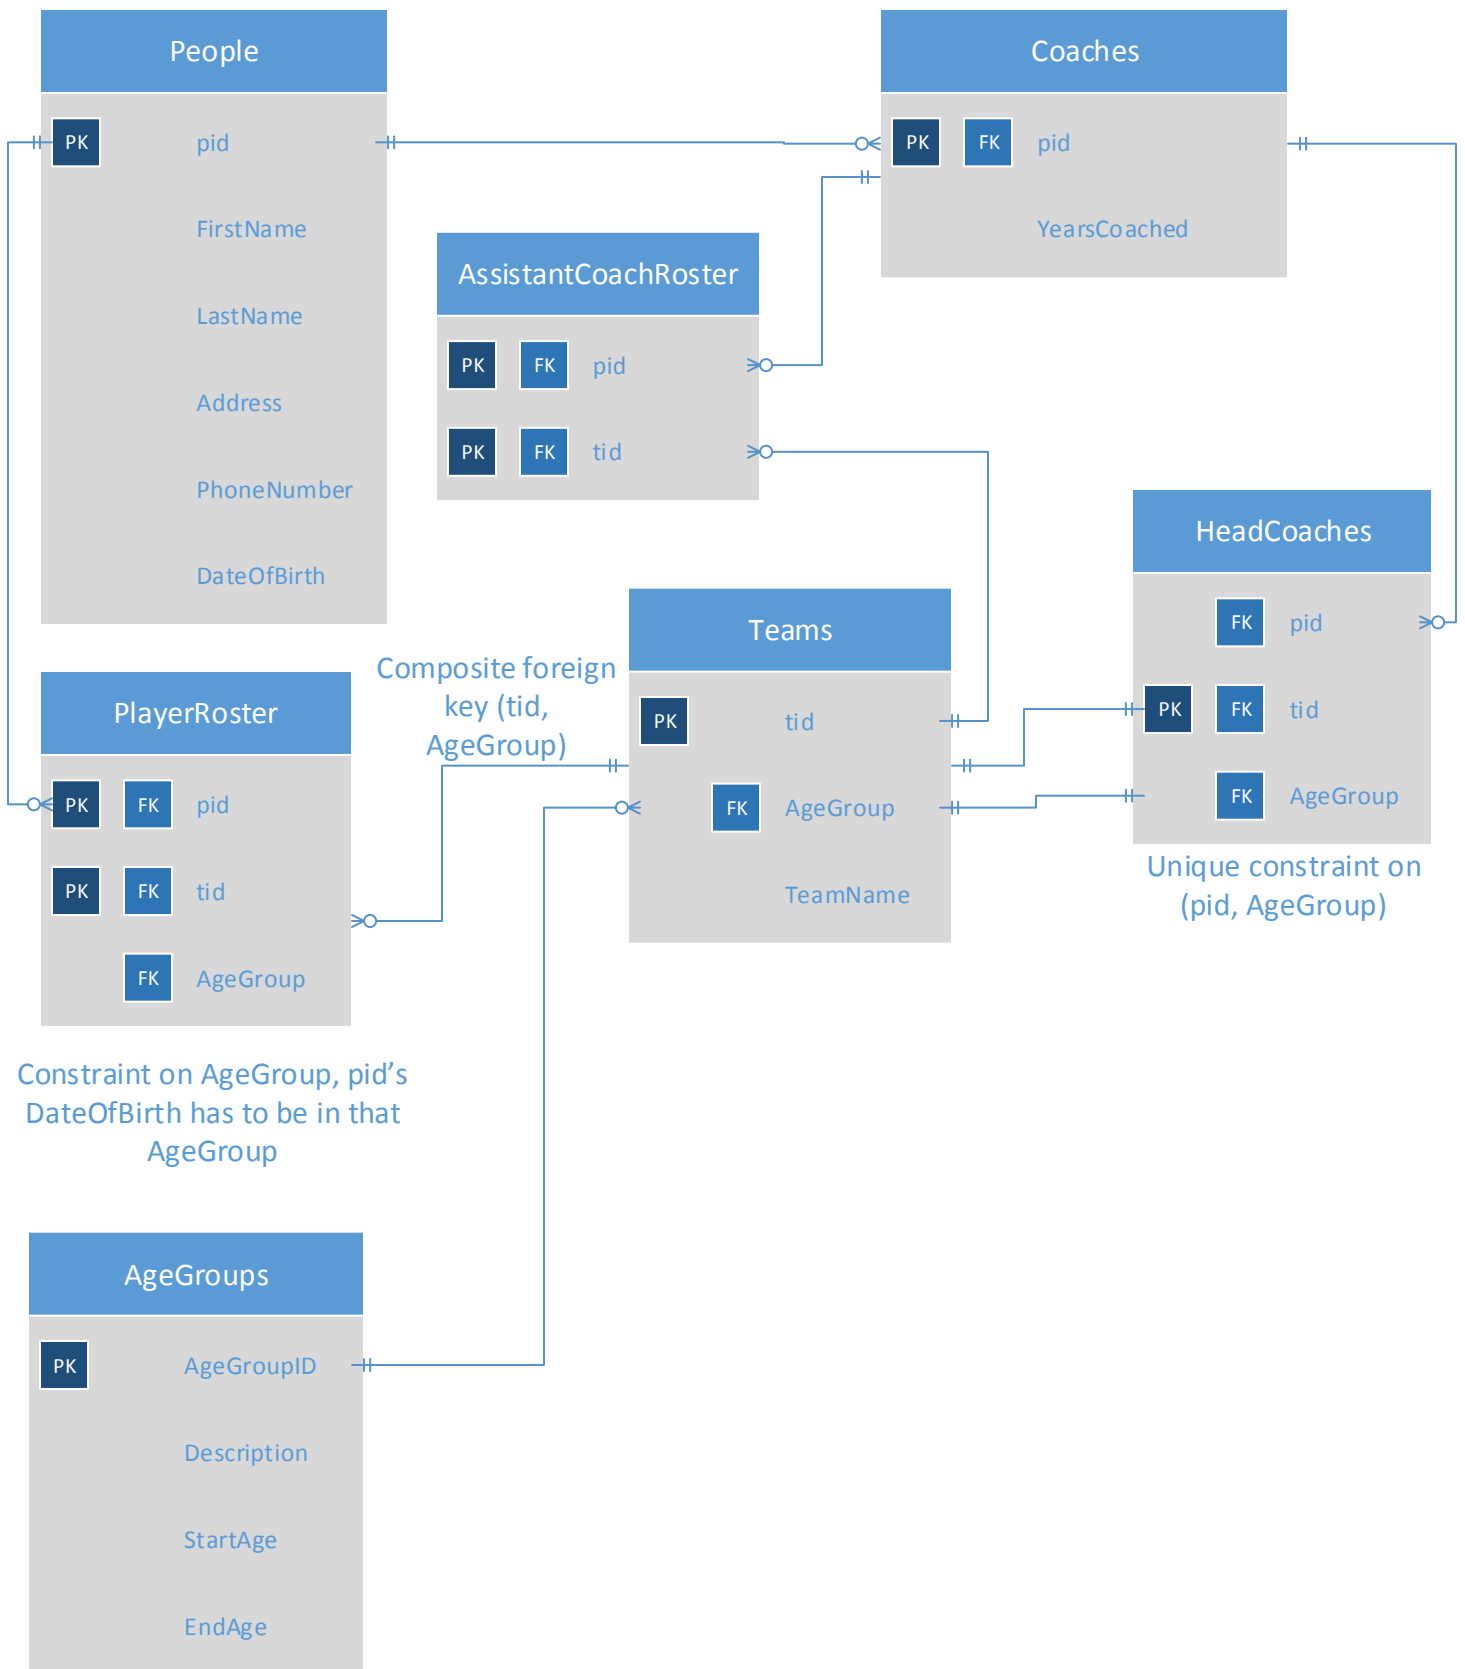 People
PK pid
FirstName
LastName
Address
PhoneNumber
DateOfBirth
Coaches
PK FK pid
YearsCoached
AssistantCoachRoster
PK FK pid
PK FK tid
HeadCoaches
FK pid
PK FK tid
FK AgeGroup
Unique constraint on
(pid, AgeGroup)
Teams
PK tid
FK AgeGroup
TeamName
Composite foreign
key (tid,
AgeGroup)
PlayerRoster
PK FK pid
PK FK tid
FK AgeGroup
Constraint on AgeGroup, pid’s
DateOfBirth has to be in that
AgeGroup
AgeGroups
PK AgeGroupID
Description
StartAge
EndAge